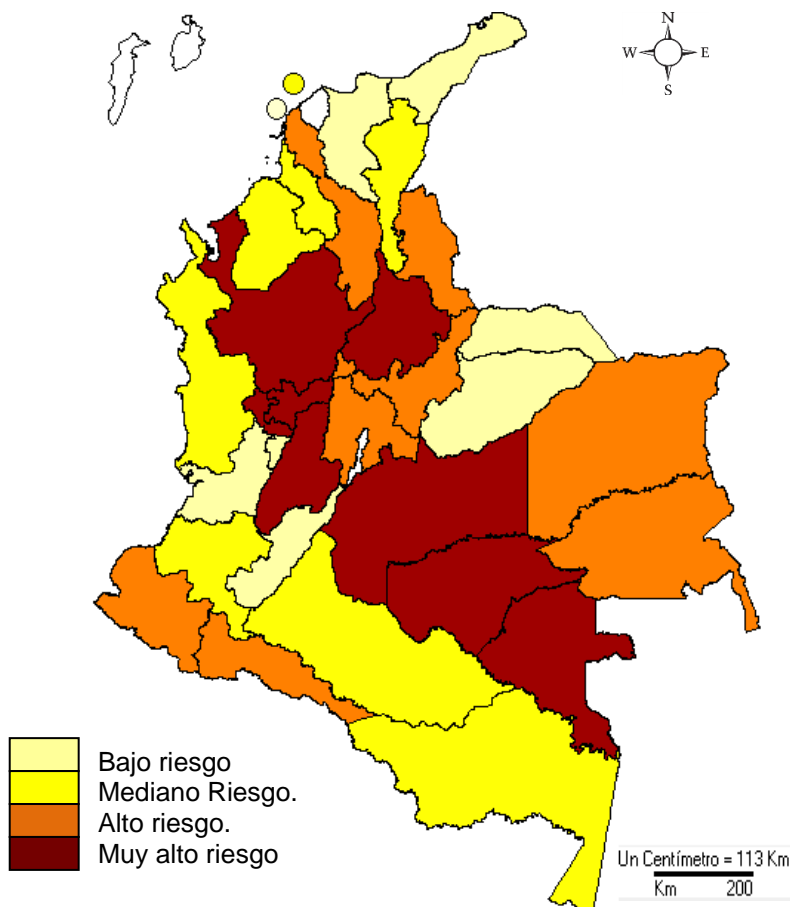 N
W E
S
Bajo riesgo
Mediano Riesgo.
Alto riesgo.
Muy alto riesgo
Un Centímetro = 113 Km
Km 200